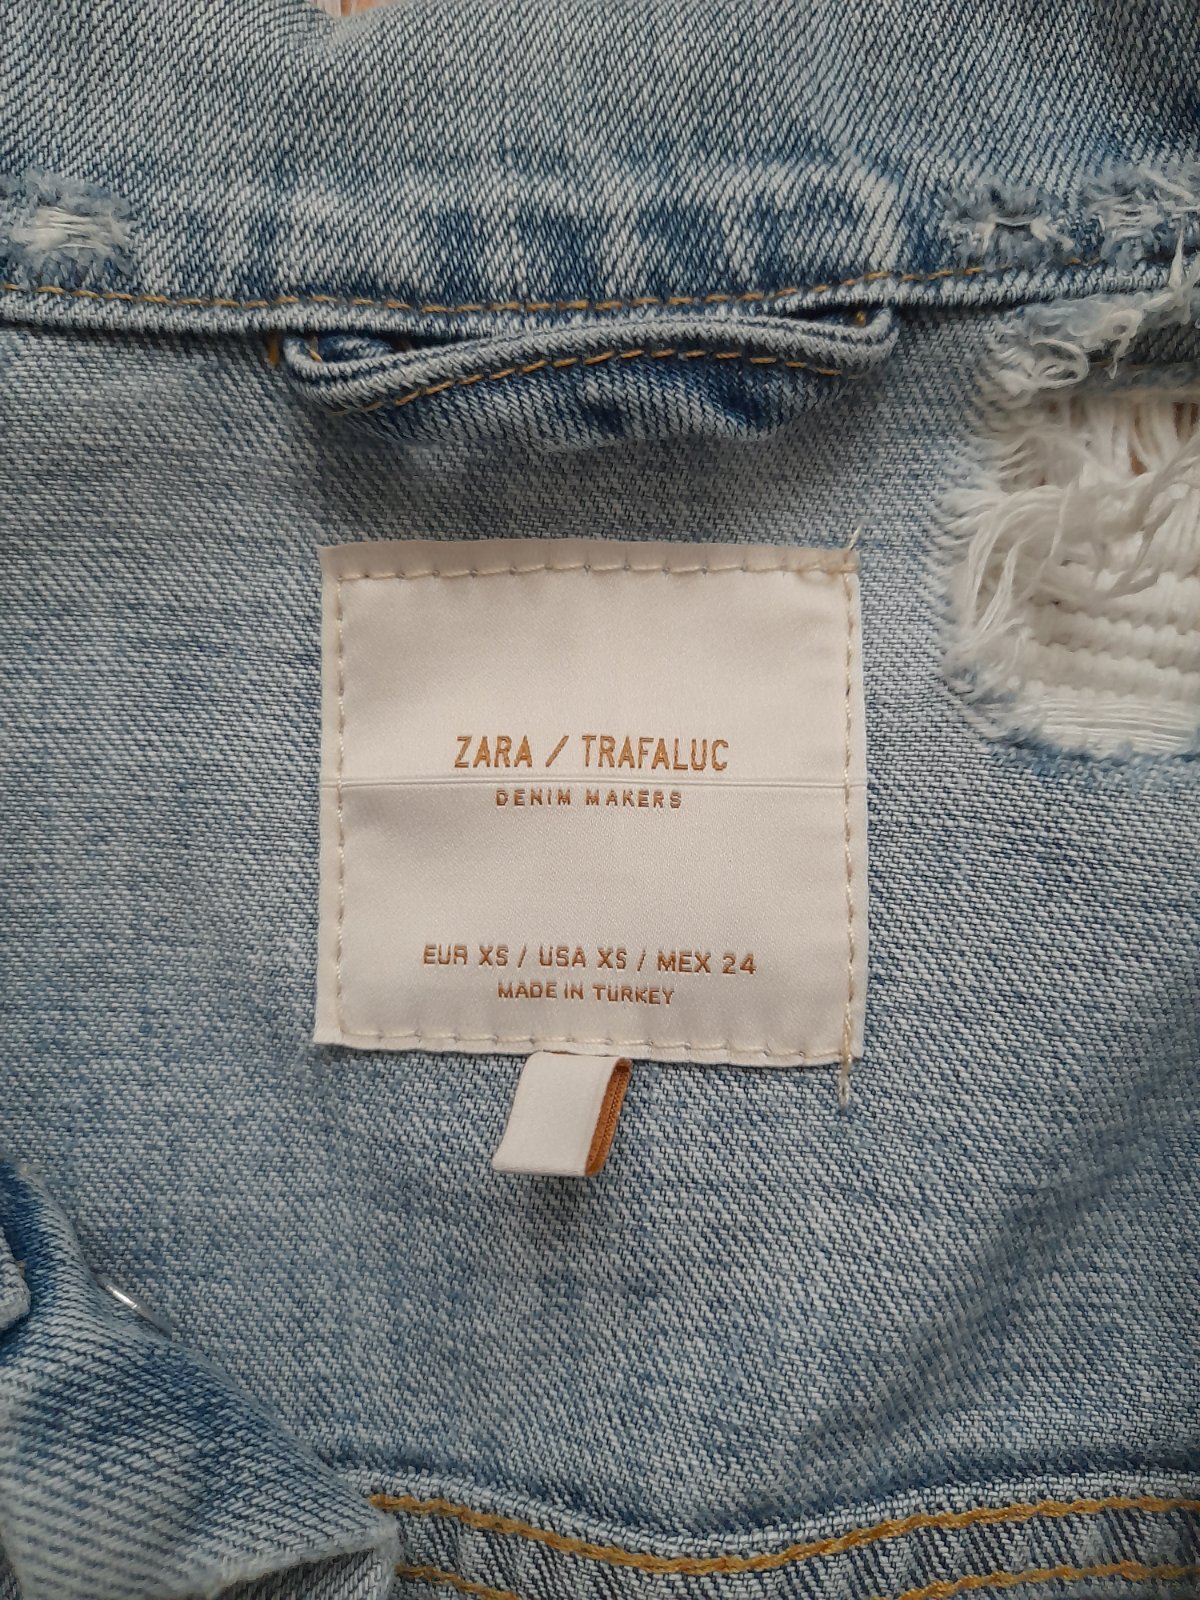 ZARA / TRAFALUC
DENIM MAKERS
EUR XS / USA XS / MEX 24
MADE IN TURKEY